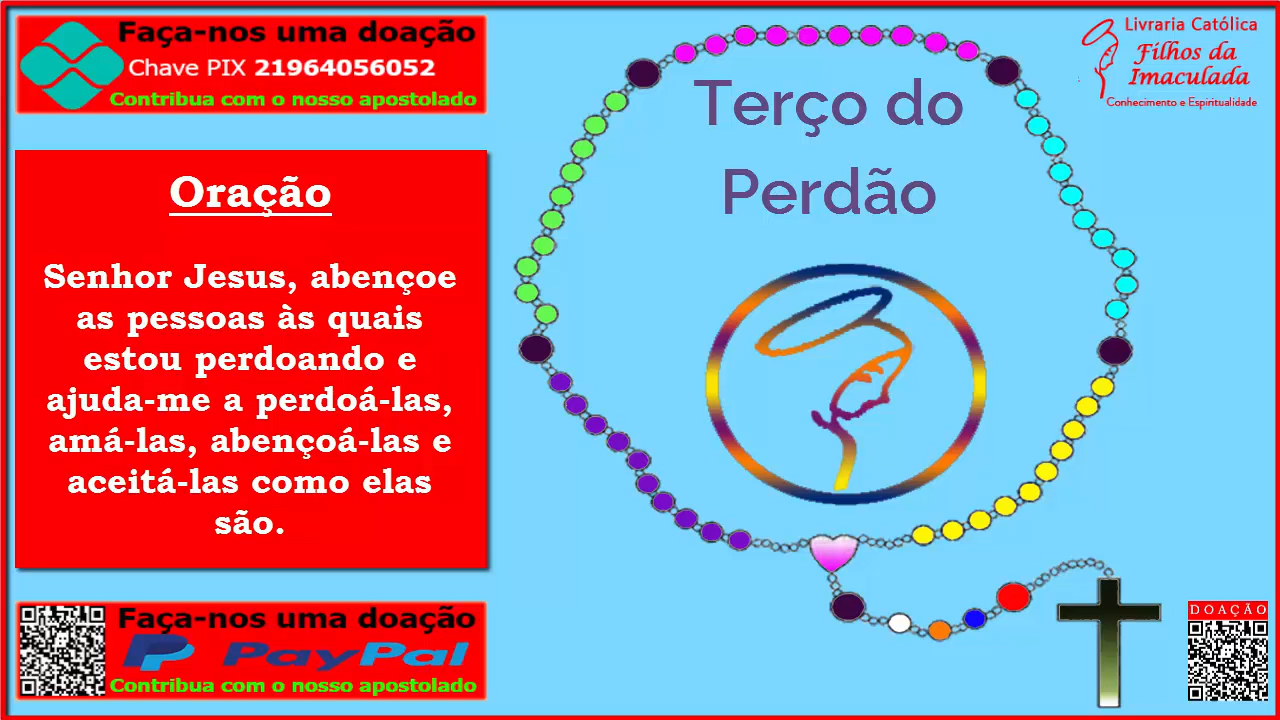 Faça-nos uma doação
Chave PIX 21964056052
Contribua com o nosso apostolado
Oração
Senhor Jesus, abençoe
as pessoas às quais
estou perdoando e
ajuda-me a perdoá-las,
amá-las, abençoá-las e
aceitá-las como elas
são.
Faça-nos uma doação
PayPal
Contribua com o nosso apostolado
Terço do
Perdão
Livraria Católica
Filhos da
Imaculada
Conhecimento e Espiritualidade
DOAÇÃO